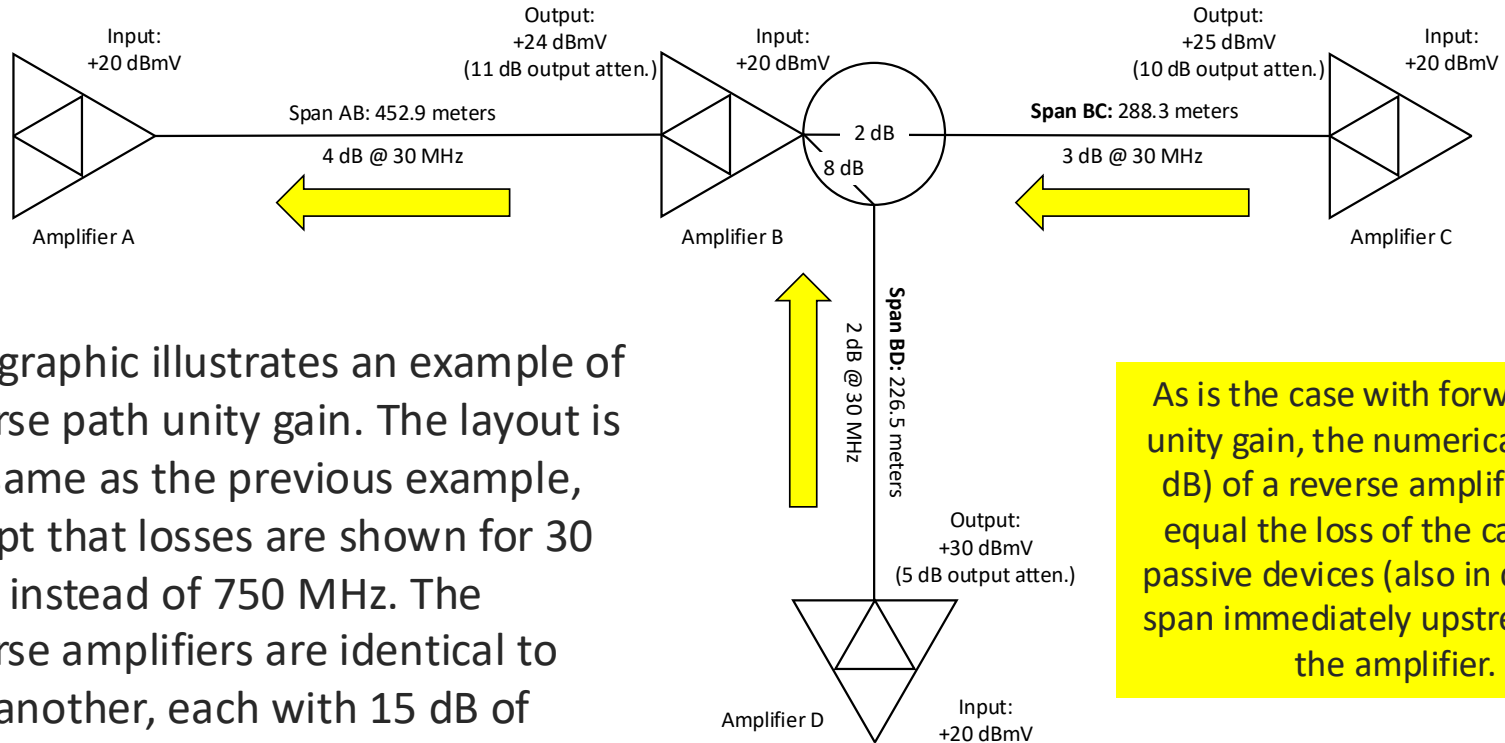 Input:
+20 dBmV
Output:
+24 dBmV
(11 dB output atten.)
Input:
+20 dBmV
Output:
+25 dBmV
(10 dB output atten.)
Input:
+20 dBmV
Span AB: 452.9 meters
4 dB @ 30 MHz
2 dB
8 dB
Span BC: 288.3 meters
3 dB @ 30 MHz
Amplifier A
Amplifier B
Amplifier C
Span BD: 226.5 meters
2 dB @ 30 MHz
graphic illustrates an example of
rse path unity gain. The layout is
ame as the previous example,
pt that losses are shown for 30
instead of 750 MHz. The
rse amplifiers are identical to
another, each with 15 dB of
As is the case with forw
unity gain, the numerica
dB) of a reverse amplif
equal the loss of the ca
passive devices (also in
span immediately upstre
the amplifier.
Output:
+30 dBmV
(5 dB output atten.)
Amplifier D
Input:
+20 dBmV